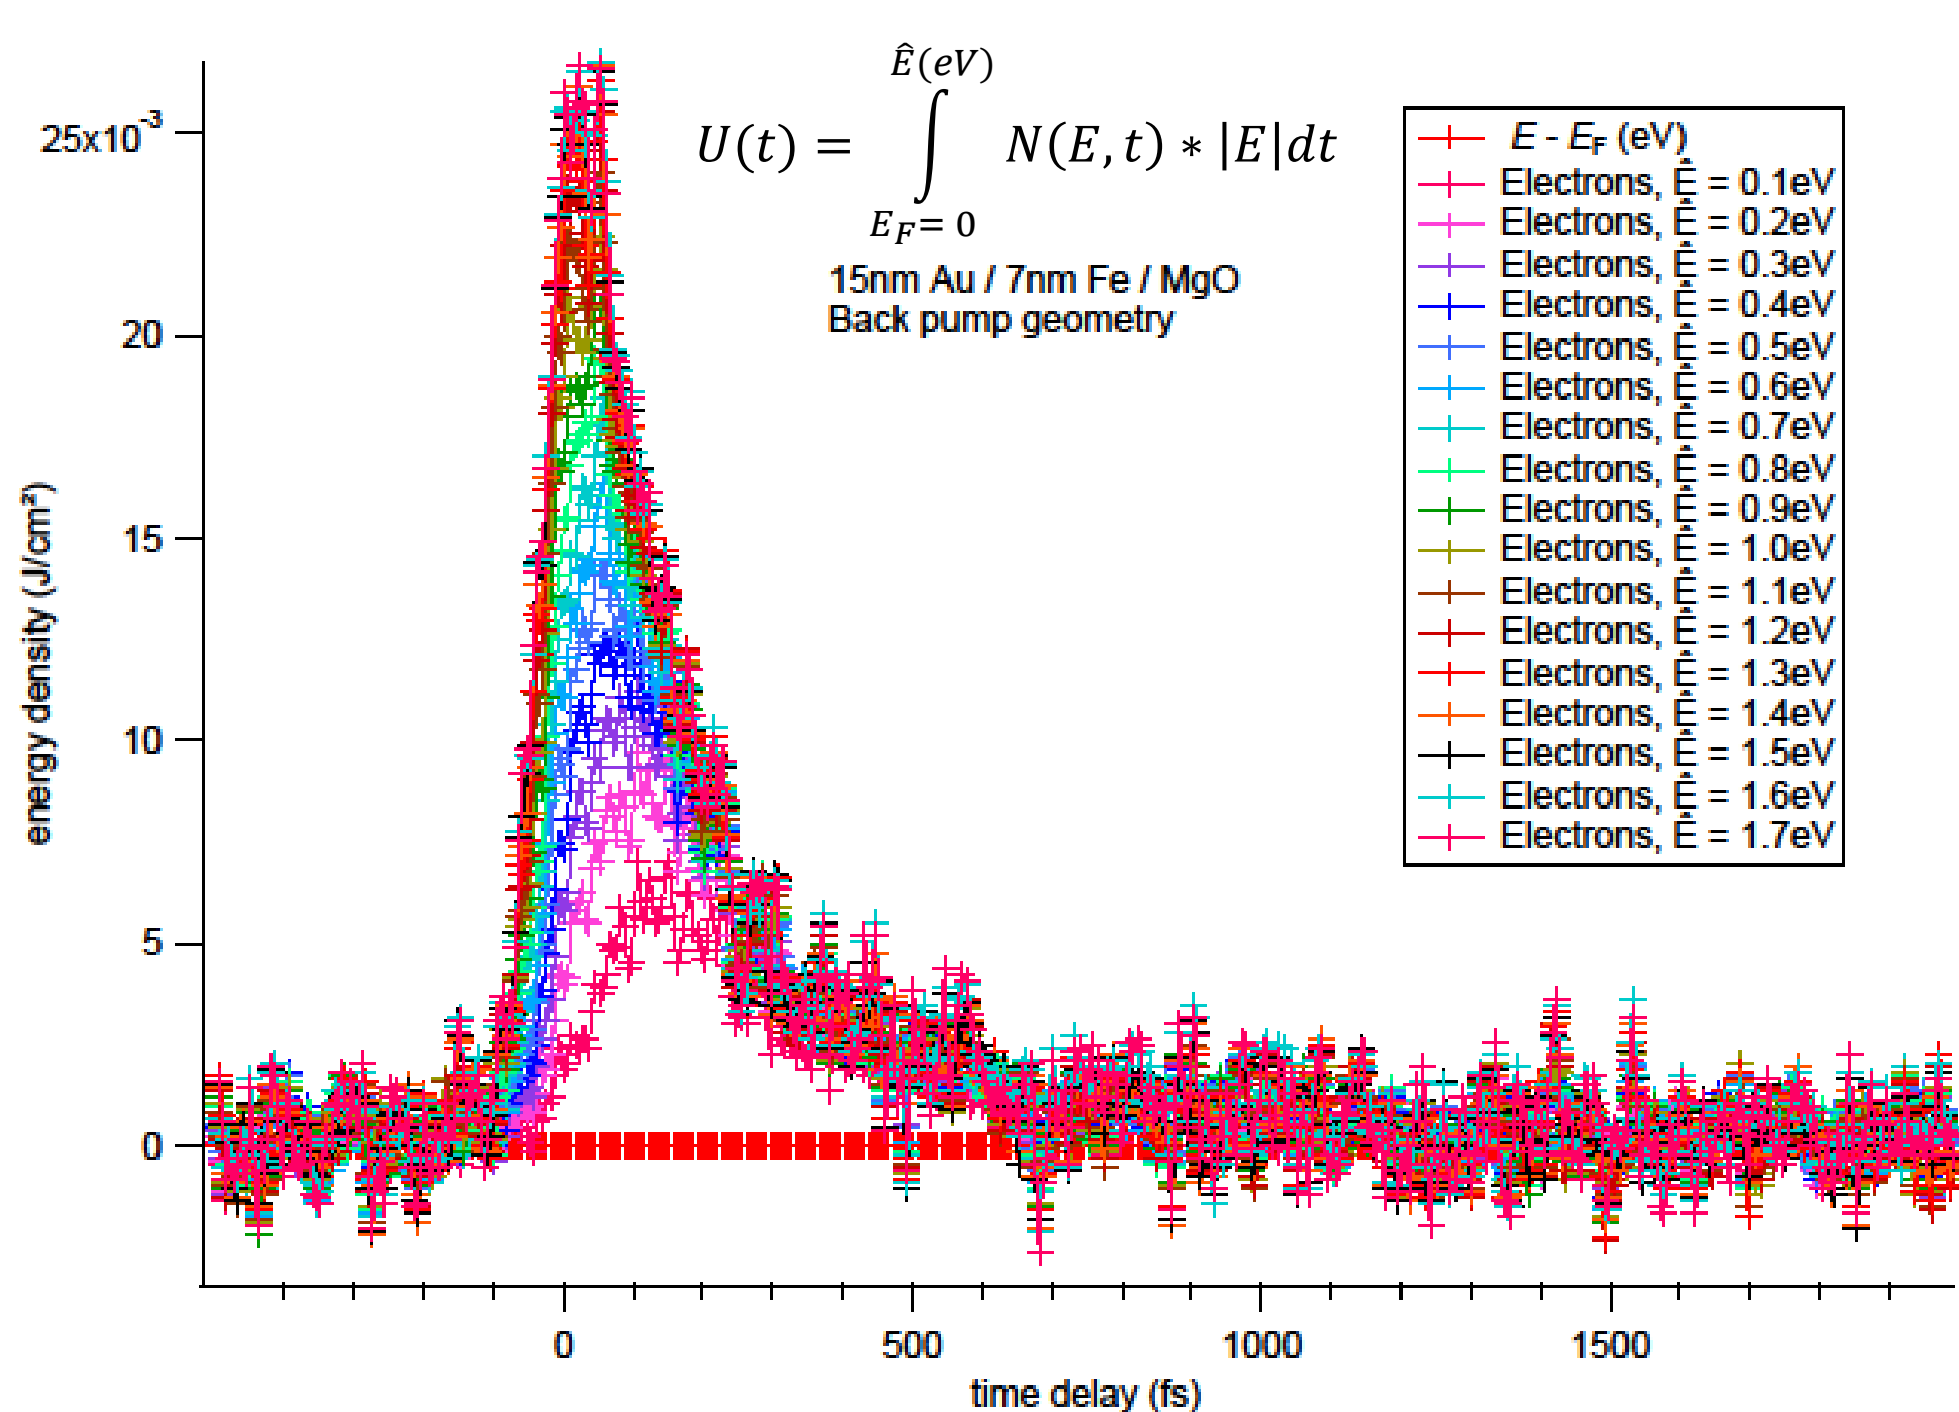 25x10⁻³
20
15
10
5
0
energy density (J/cm²)
0
500
1000
1500
time delay (fs)
Ê(eV)
U(t) = ∫ N(E, t) * |E|dt
E_F = 0
15nm Au / 7nm Fe / MgO
Back pump geometry
E - E_F (eV)
Electrons, Ê = 0.1eV
Electrons, Ê = 0.2eV
Electrons, Ê = 0.3eV
Electrons, Ê = 0.4eV
Electrons, Ê = 0.5eV
Electrons, Ê = 0.6eV
Electrons, Ê = 0.7eV
Electrons, Ê = 0.8eV
Electrons, Ê = 0.9eV
Electrons, Ê = 1.0eV
Electrons, Ê = 1.1eV
Electrons, Ê = 1.2eV
Electrons, Ê = 1.3eV
Electrons, Ê = 1.4eV
Electrons, Ê = 1.5eV
Electrons, Ê = 1.6eV
Electrons, Ê = 1.7eV